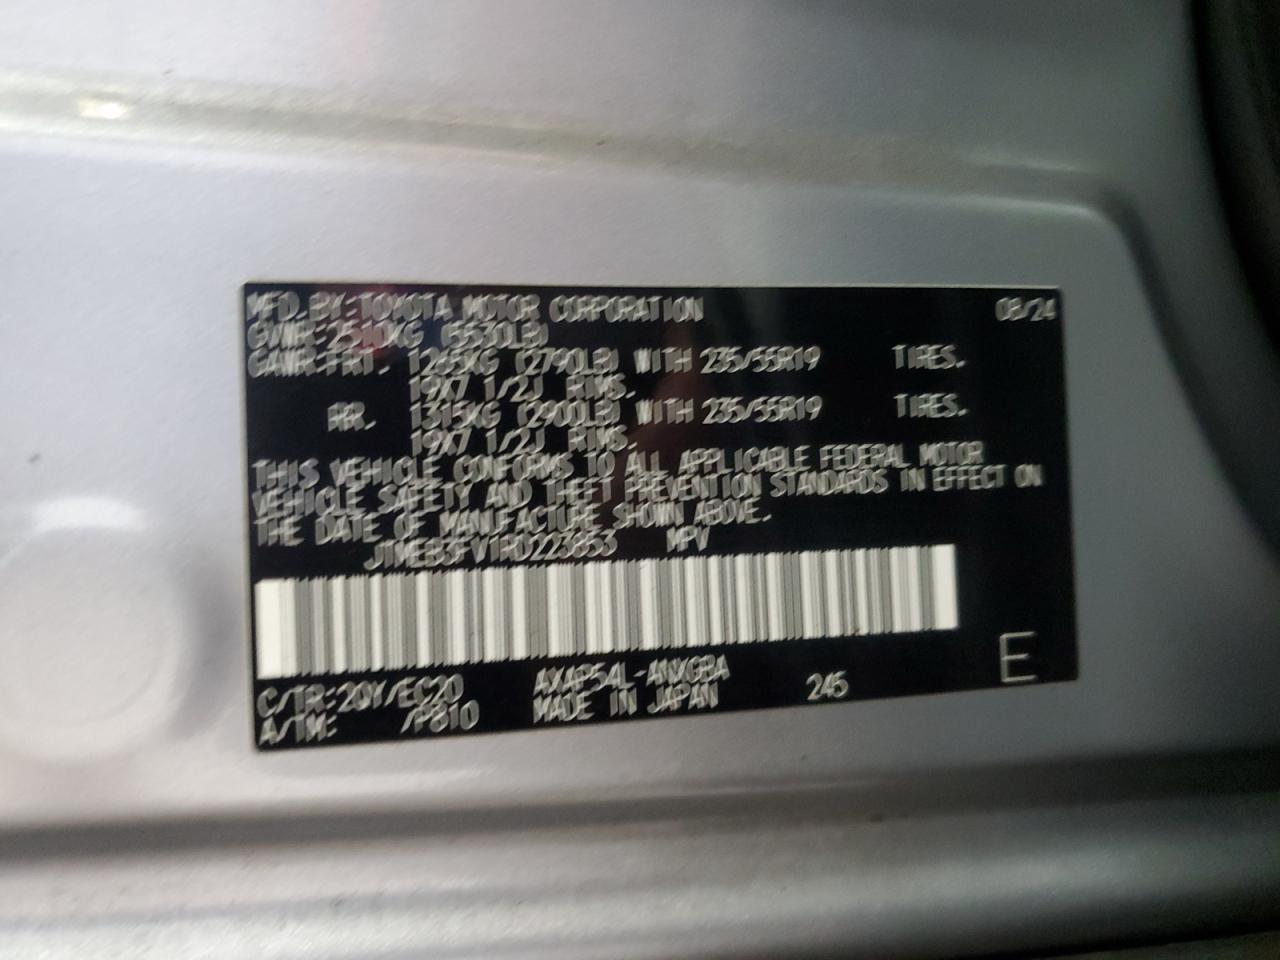 MFD.BY:TOYOTA MOTOR CORPORATION 08/24
GVWR:2510KG (5530LB)
GAWR:FRT. 1265KG (2790LB) WITH 235/55R19 TIRES.
19X7 1/2J RIMS.
RR. 1315KG (2900LB) WITH 235/55R19 TIRES.
19X7 1/2J RIMS.
THIS VEHICLE CONFORMS TO ALL APPLICABLE FEDERAL MOTOR
VEHICLE SAFETY AND THEFT PREVENTION STANDARDS IN EFFECT ON
THE DATE OF MANUFACTURE SHOWN ABOVE.
JTMEB3FV1RD223853 MPV
C/TR:2QY/EC20 AXAP54L-ANXGBA 245 E
A/TM: /P810 MADE IN JAPAN